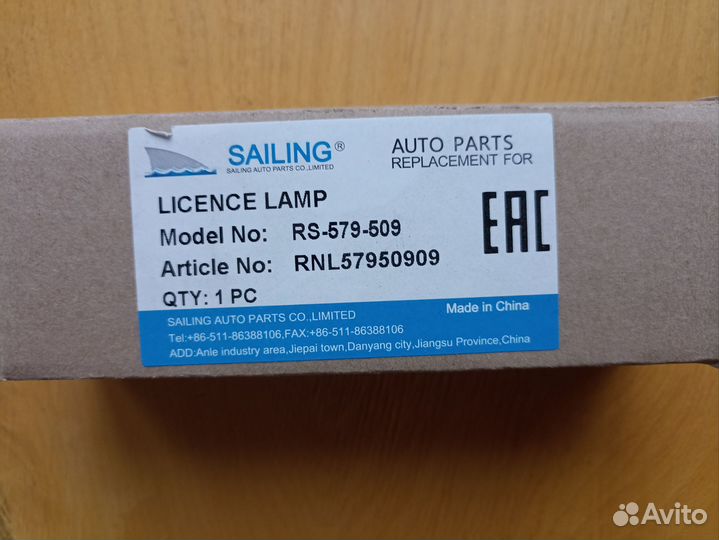 SAILING®
SAILING AUTO PARTS CO.,LIMITED
AUTO PARTS
REPLACEMENT FOR
LICENCE LAMP
Model No: RS-579-509
Article No: RNL57950909
QTY: 1 PC
EAC
SAILING AUTO PARTS CO.,LIMITED
Made in China
Tel:+86-511-86388106,FAX:+86-511-86388106
ADD:Anle industry area,Jiepai town,Danyang city,Jiangsu Province,China
Avito